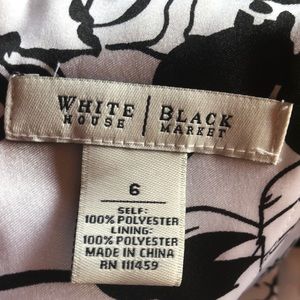 WHITE | BLACK
HOUSE | MARKET
6
SELF:
100% POLYESTER
LINING:
100% POLYESTER
MADE IN CHINA
RN 111459